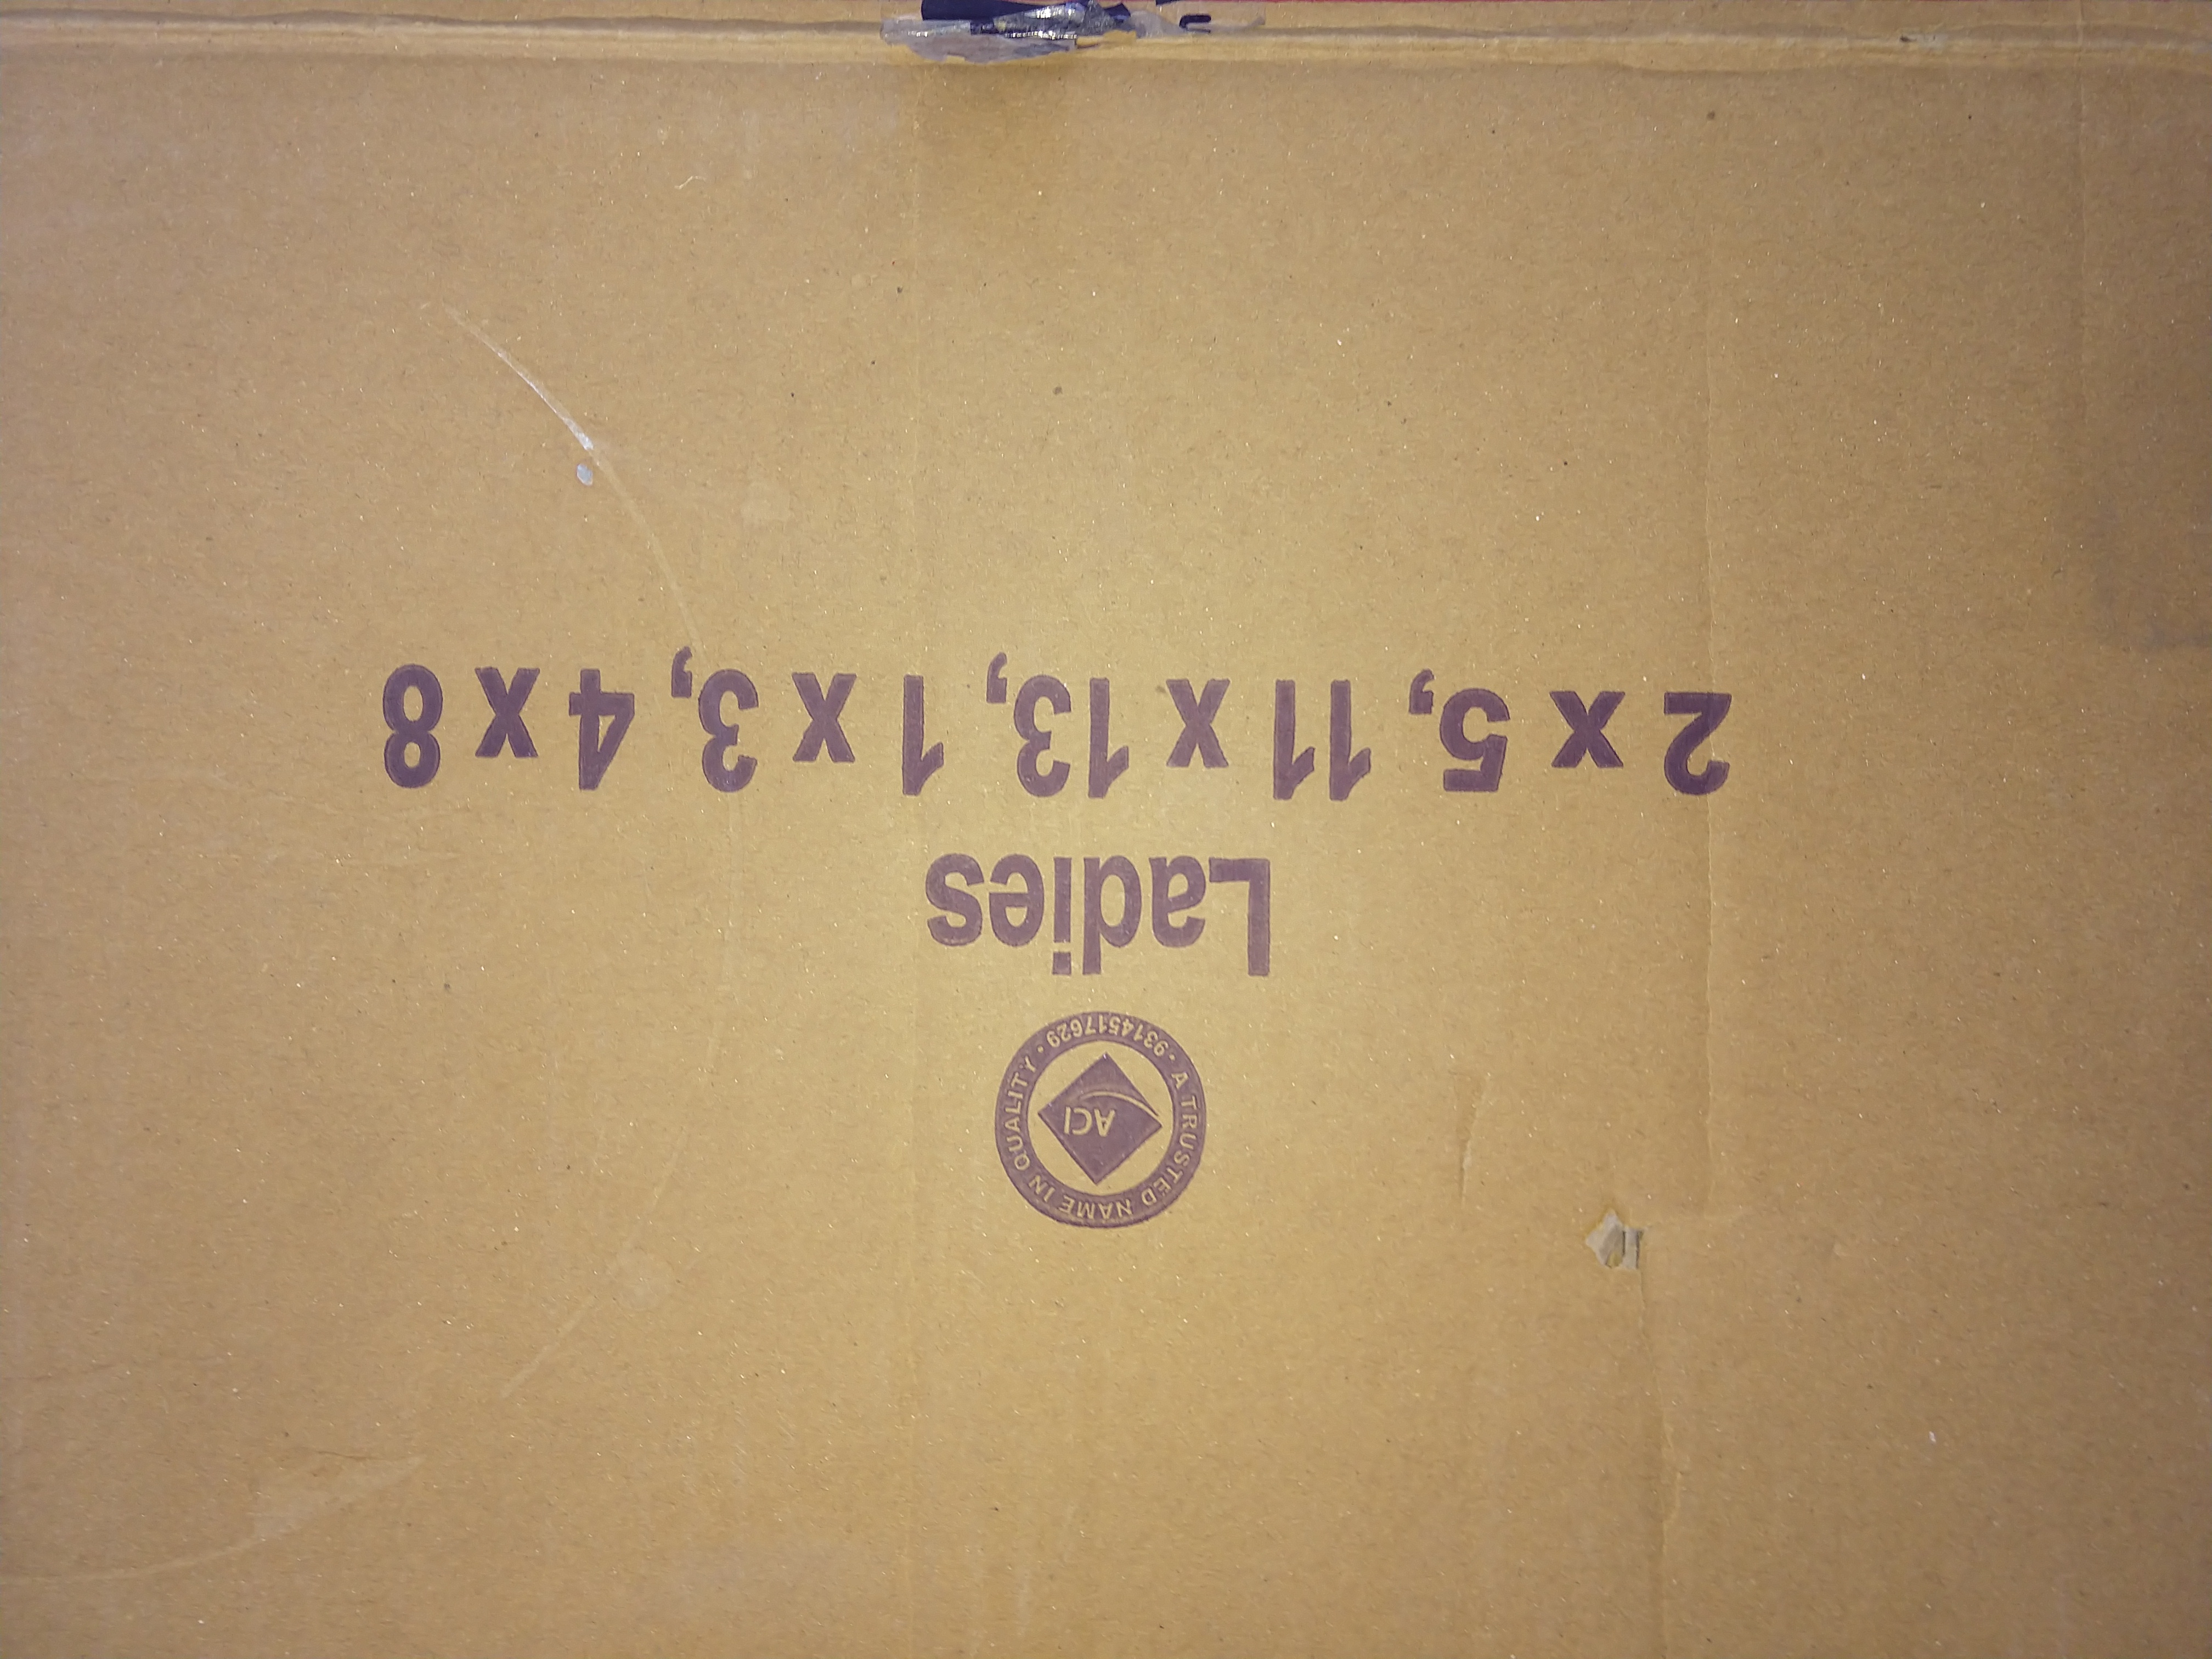 A TRUSTED NAME IN QUALITY • 9314517629 •
ACI
Ladies
2 x 5, 11 x 13, 1 x 3, 4 x 8